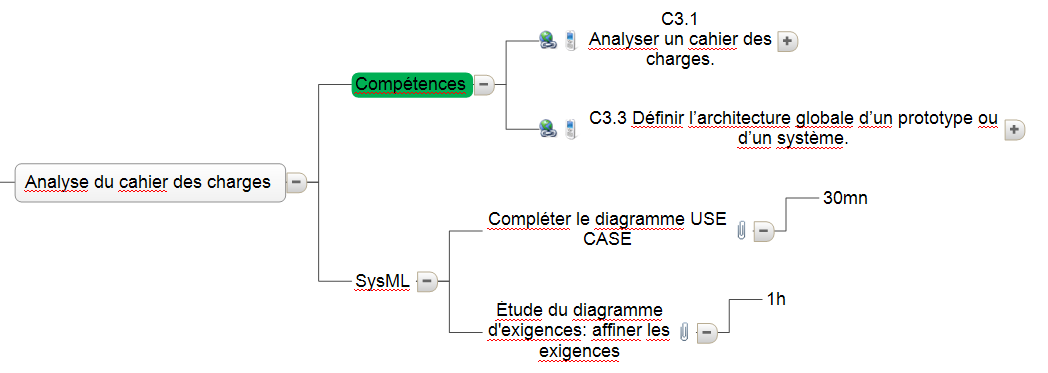 C3.1
Analyser un cahier des
charges.
Compétences
C3.3 Définir l’architecture globale d’un prototype ou
d’un système.
Analyse du cahier des charges
30mn
Compléter le diagramme USE
CASE
SysML
1h
Étude du diagramme
d'exigences: affiner les
exigences